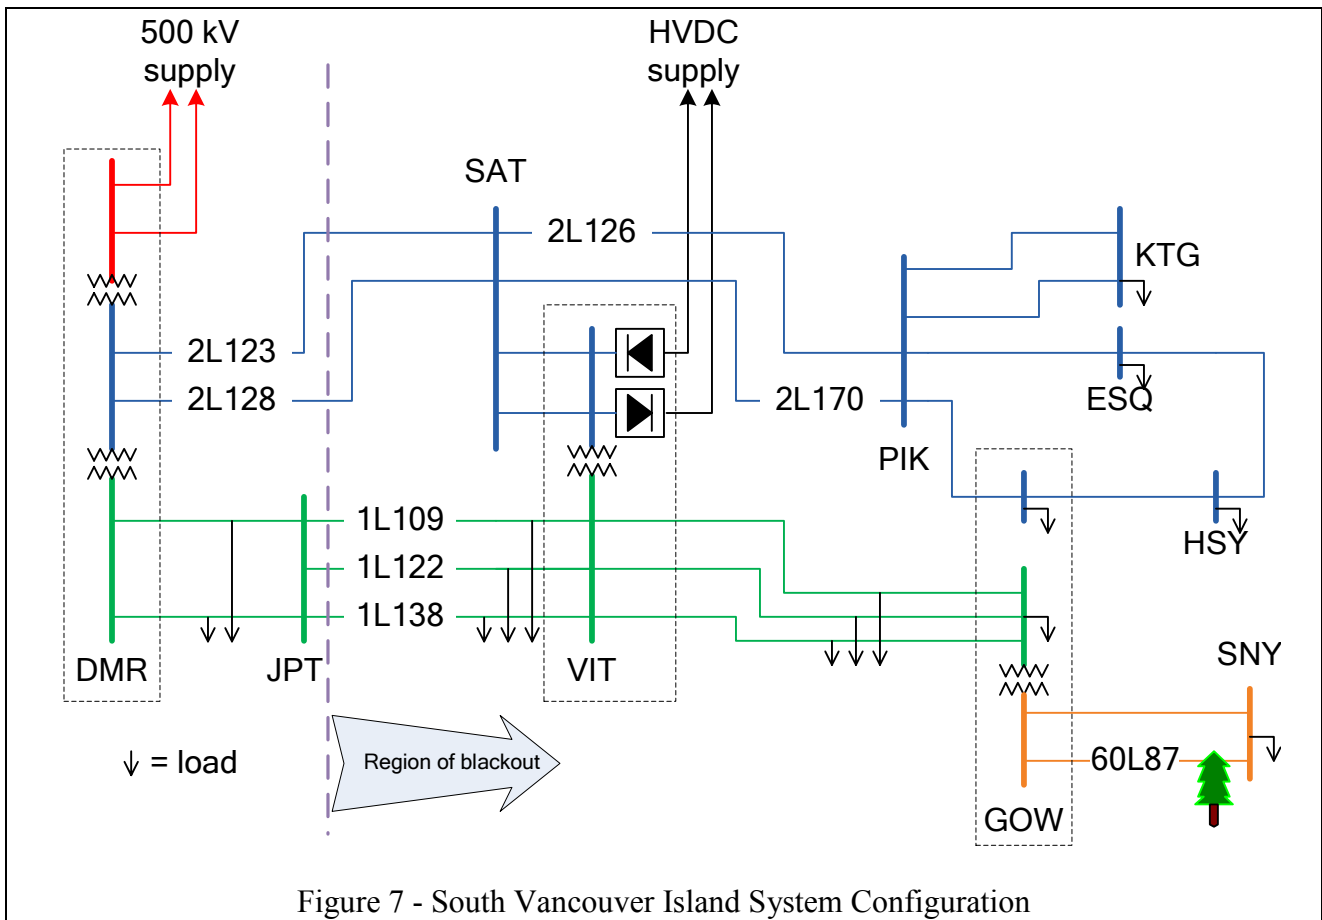 500 kV
supply
HVDC
supply
SAT
2L126
KTG
2L123
2L128
2L170
ESQ
PIK
1L109
1L122
1L138
HSY
DMR
JPT
VIT
SNY
↓ = load
Region of blackout
60L87
GOW
Figure 7 - South Vancouver Island System Configuration